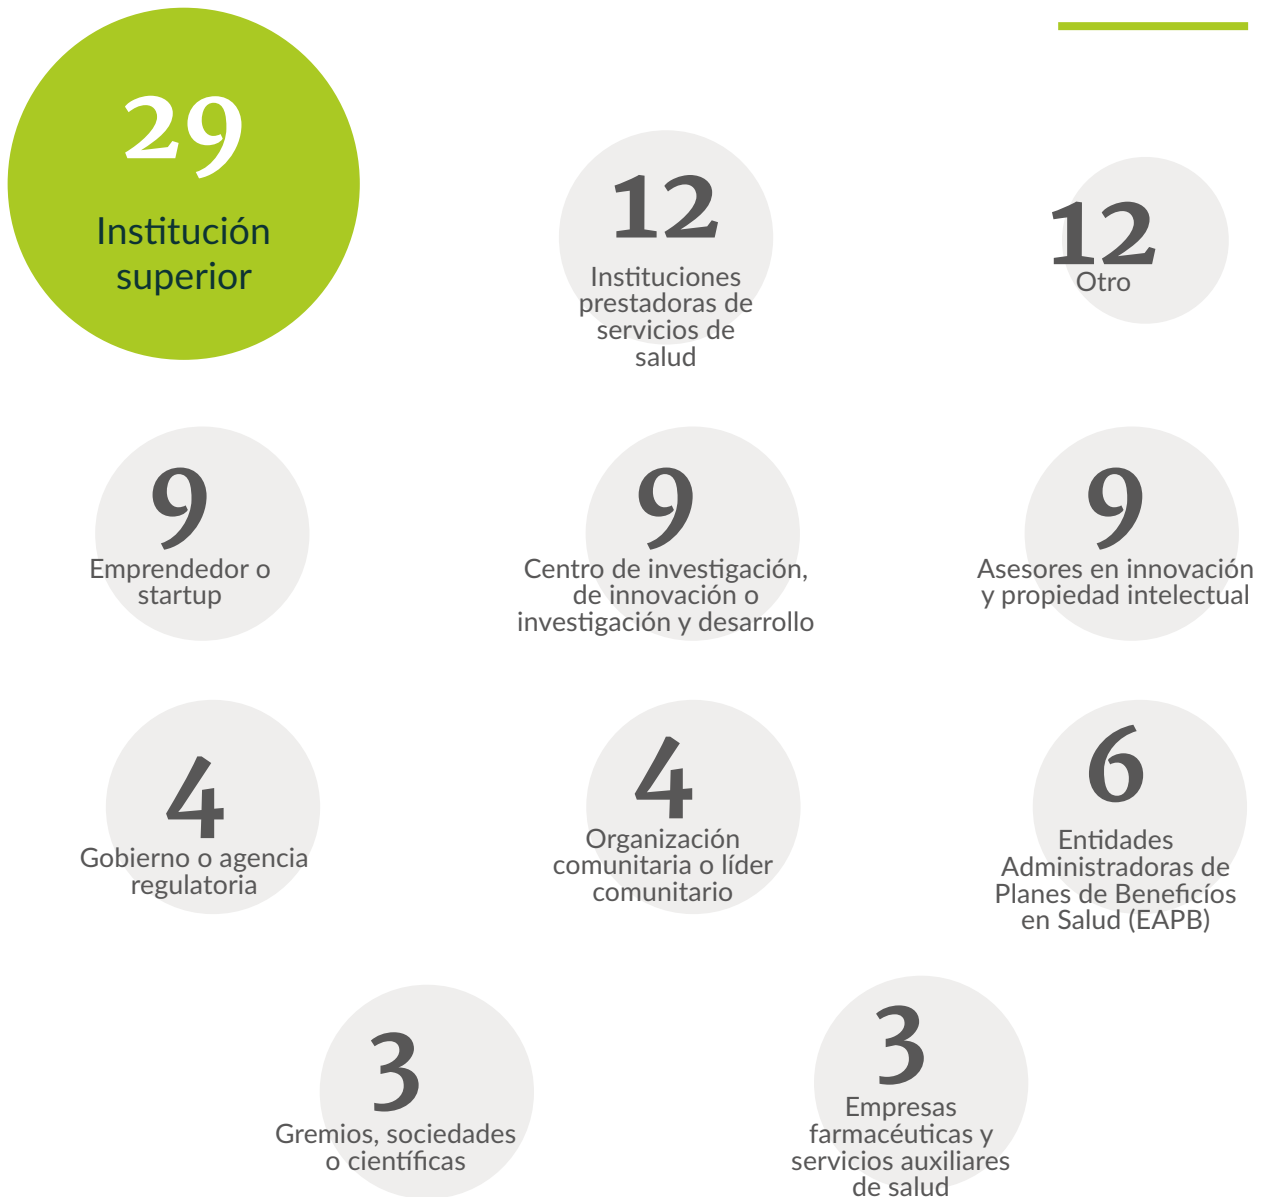 29
Institución
superior
12
Instituciones
prestadoras de
servicios de
salud
12
Otro
9
Emprendedor o
startup
9
Centro de investigación,
de innovación o
investigación y desarrollo
9
Asesores en innovación
y propiedad intelectual
4
Gobierno o agencia
regulatoria
4
Organización
comunitaria o líder
comunitario
6
Entidades
Administradoras de
Planes de Beneficíos
en Salud (EAPB)
3
Gremios, sociedades
o científicas
3
Empresas
farmacéuticas y
servicios auxiliares
de salud